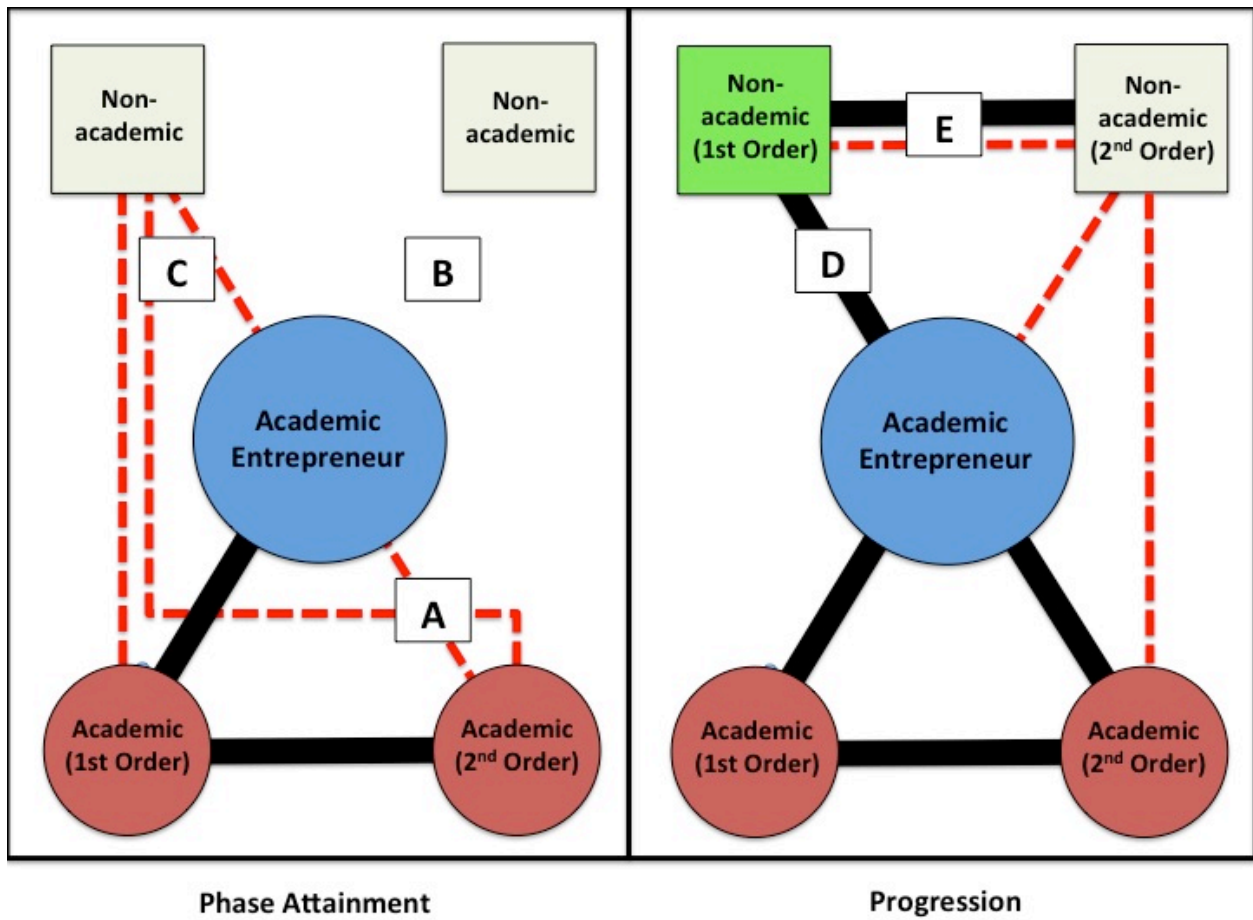 Non-
academic
Non-
academic
C
B
Academic
Entrepreneur
A
Academic
(1st Order)
Academic
(2nd Order)
Phase Attainment
Non-
academic
(1st Order)
E
Non-
academic
(2nd Order)
D
Academic
Entrepreneur
Academic
(1st Order)
Academic
(2nd Order)
Progression